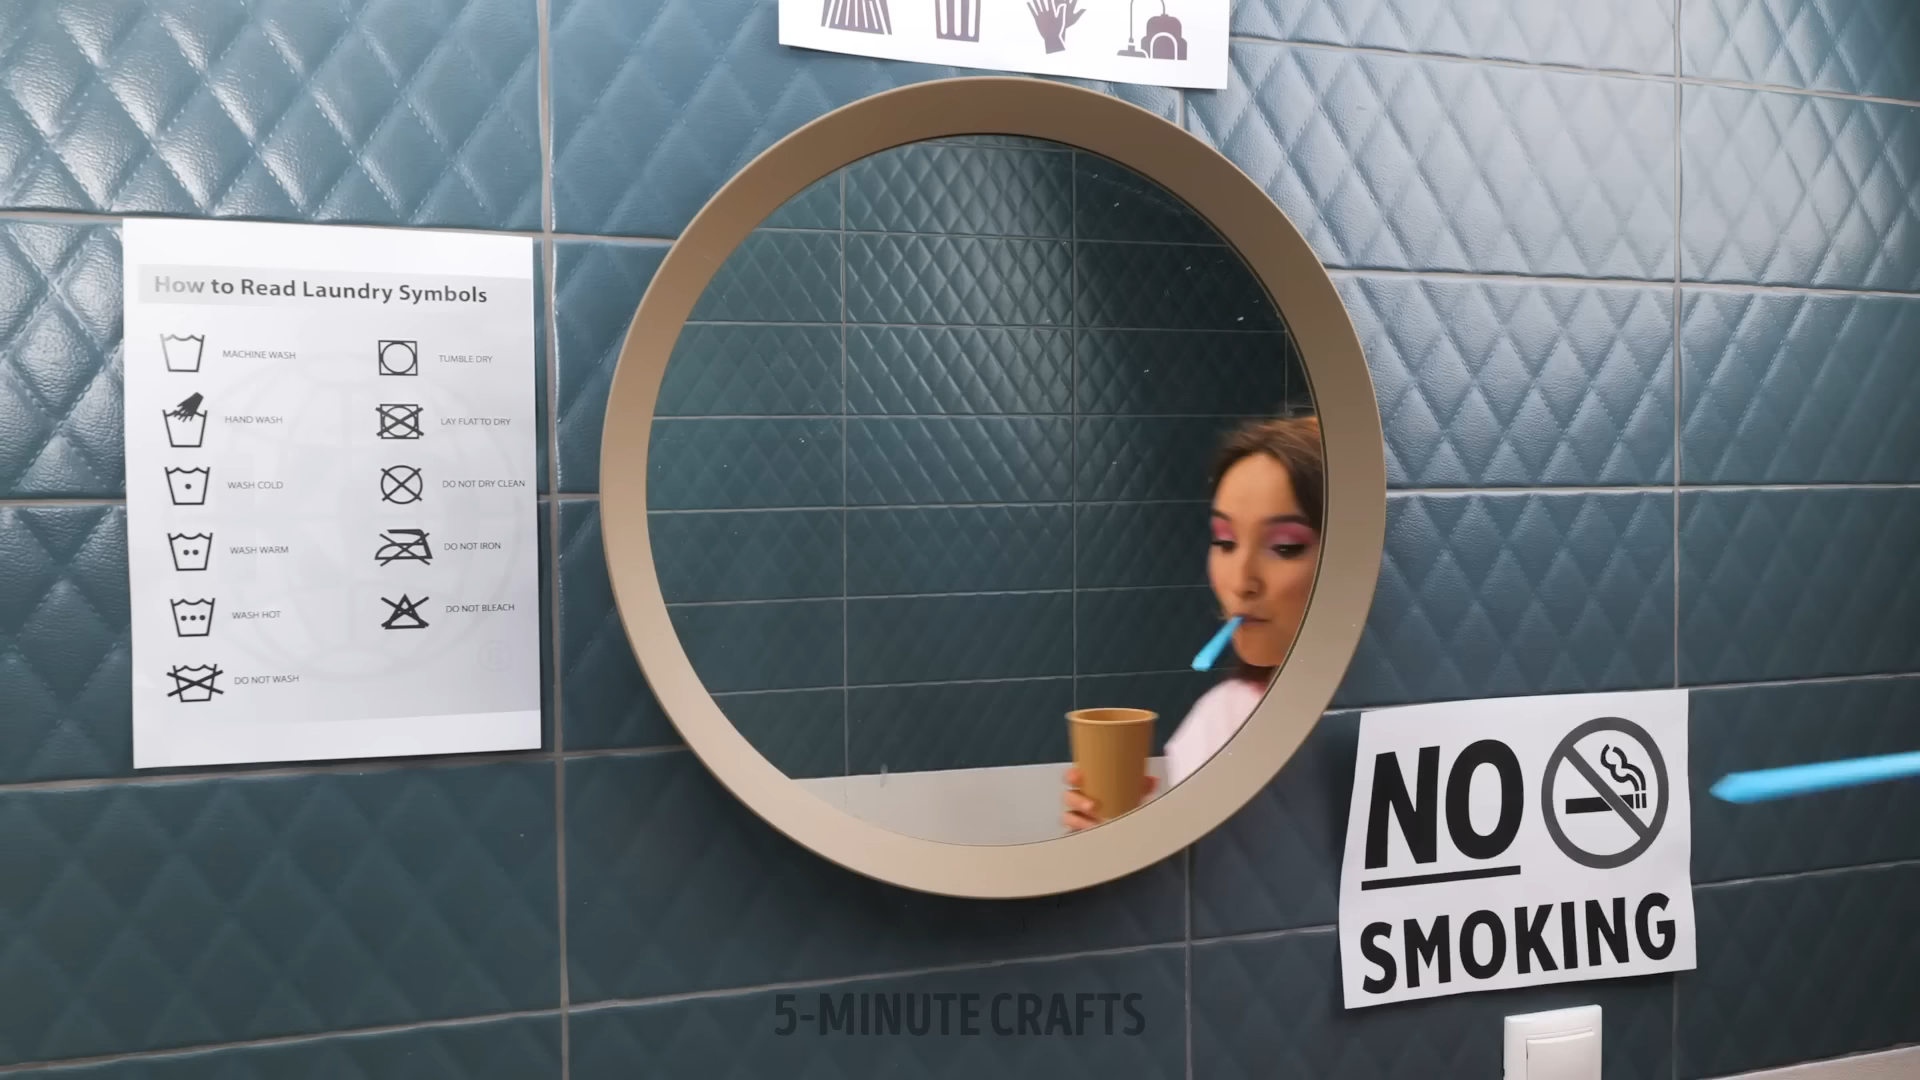 How to Read Laundry Symbols
MACHINE WASH
HAND WASH
WASH COLD
WASH WARM
WASH HOT
DO NOT WASH
TUMBLE DRY
LAY FLAT TO DRY
DO NOT DRY CLEAN
DO NOT IRON
DO NOT BLEACH
NO
SMOKING
5-MINUTE CRAFTS